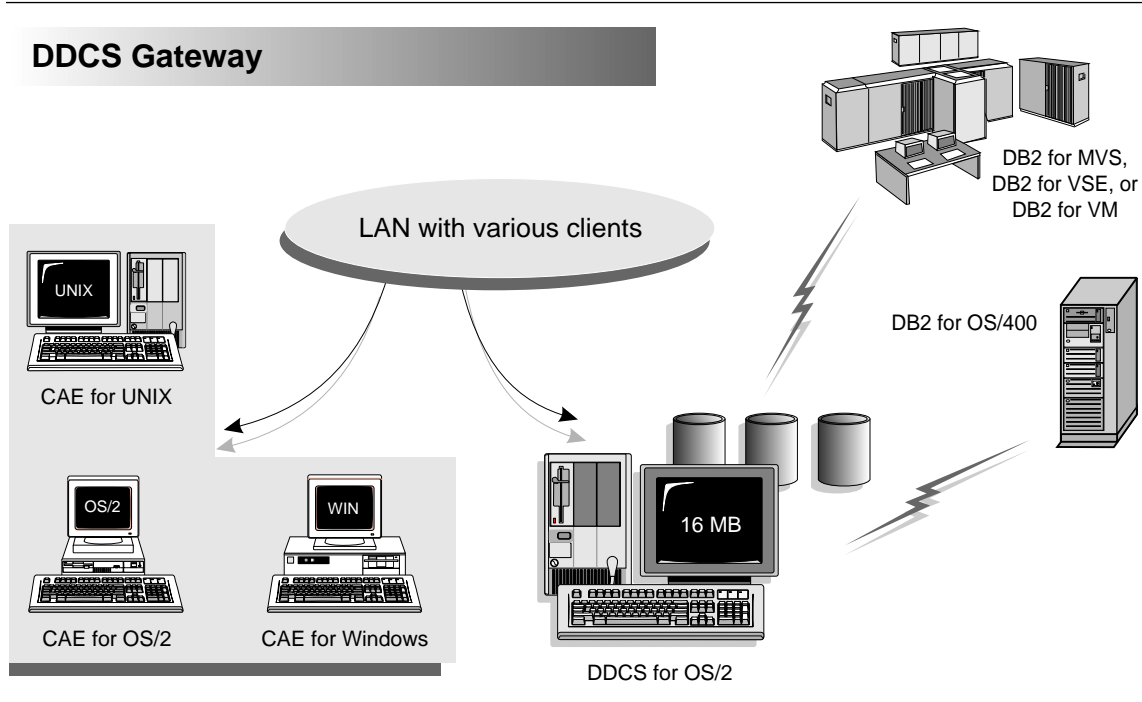 DDCS Gateway
DB2 for MVS,
DB2 for VSE, or
DB2 for VM
LAN with various clients
UNIX
CAE for UNIX
DB2 for OS/400
OS/2
CAE for OS/2
WIN
CAE for Windows
16 MB
DDCS for OS/2